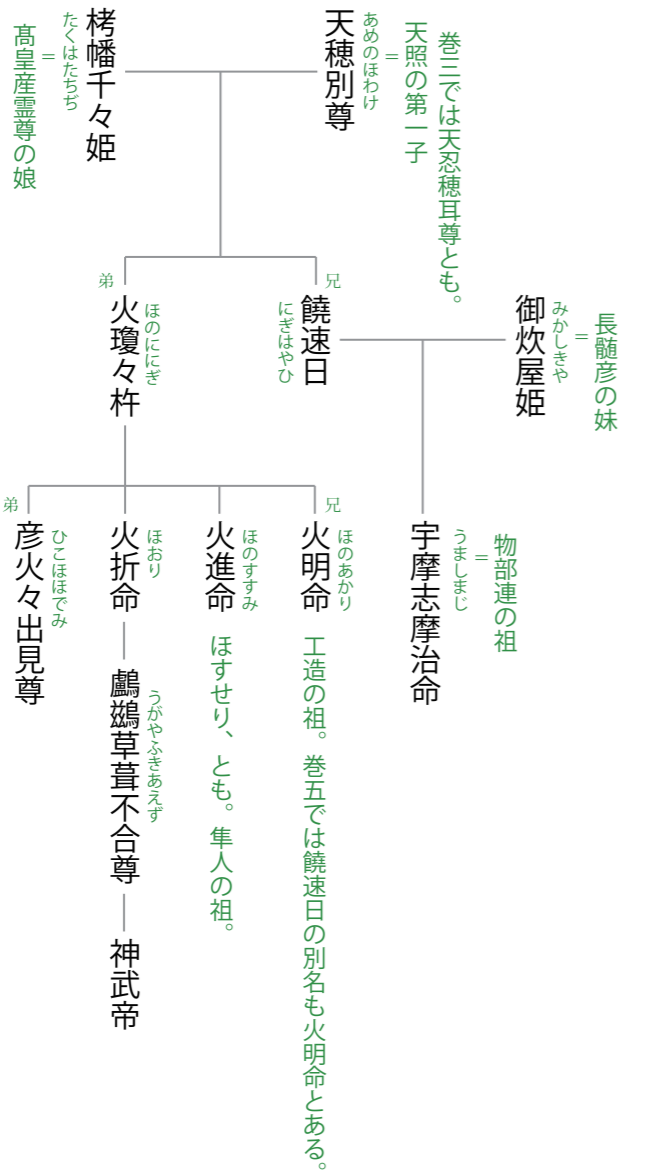 巻三では天忍穂耳尊とも。
天照の第一子
＝
あめのほわけ
天穂別尊
たくはたちぢ
栲幡千々姫
＝
髙皇産霊尊の娘
長髄彦の妹
＝
みかしきや
御炊屋姫
兄
饒速日
にぎはやひ
弟
ほのににぎ
火瓊々杵
物部連の祖
＝
うましまじ
宇摩志摩治命
兄
ほのあかり
火明命
工造の祖。巻五では饒速日の別名も火明命とある。
ほのすすみ
火進命
ほすせり、とも。隼人の祖。
ほおり
火折命
弟
ひこほほでみ
彦火々出見尊
うがやふきあえず
鸕鷀草葺不合尊
神武帝